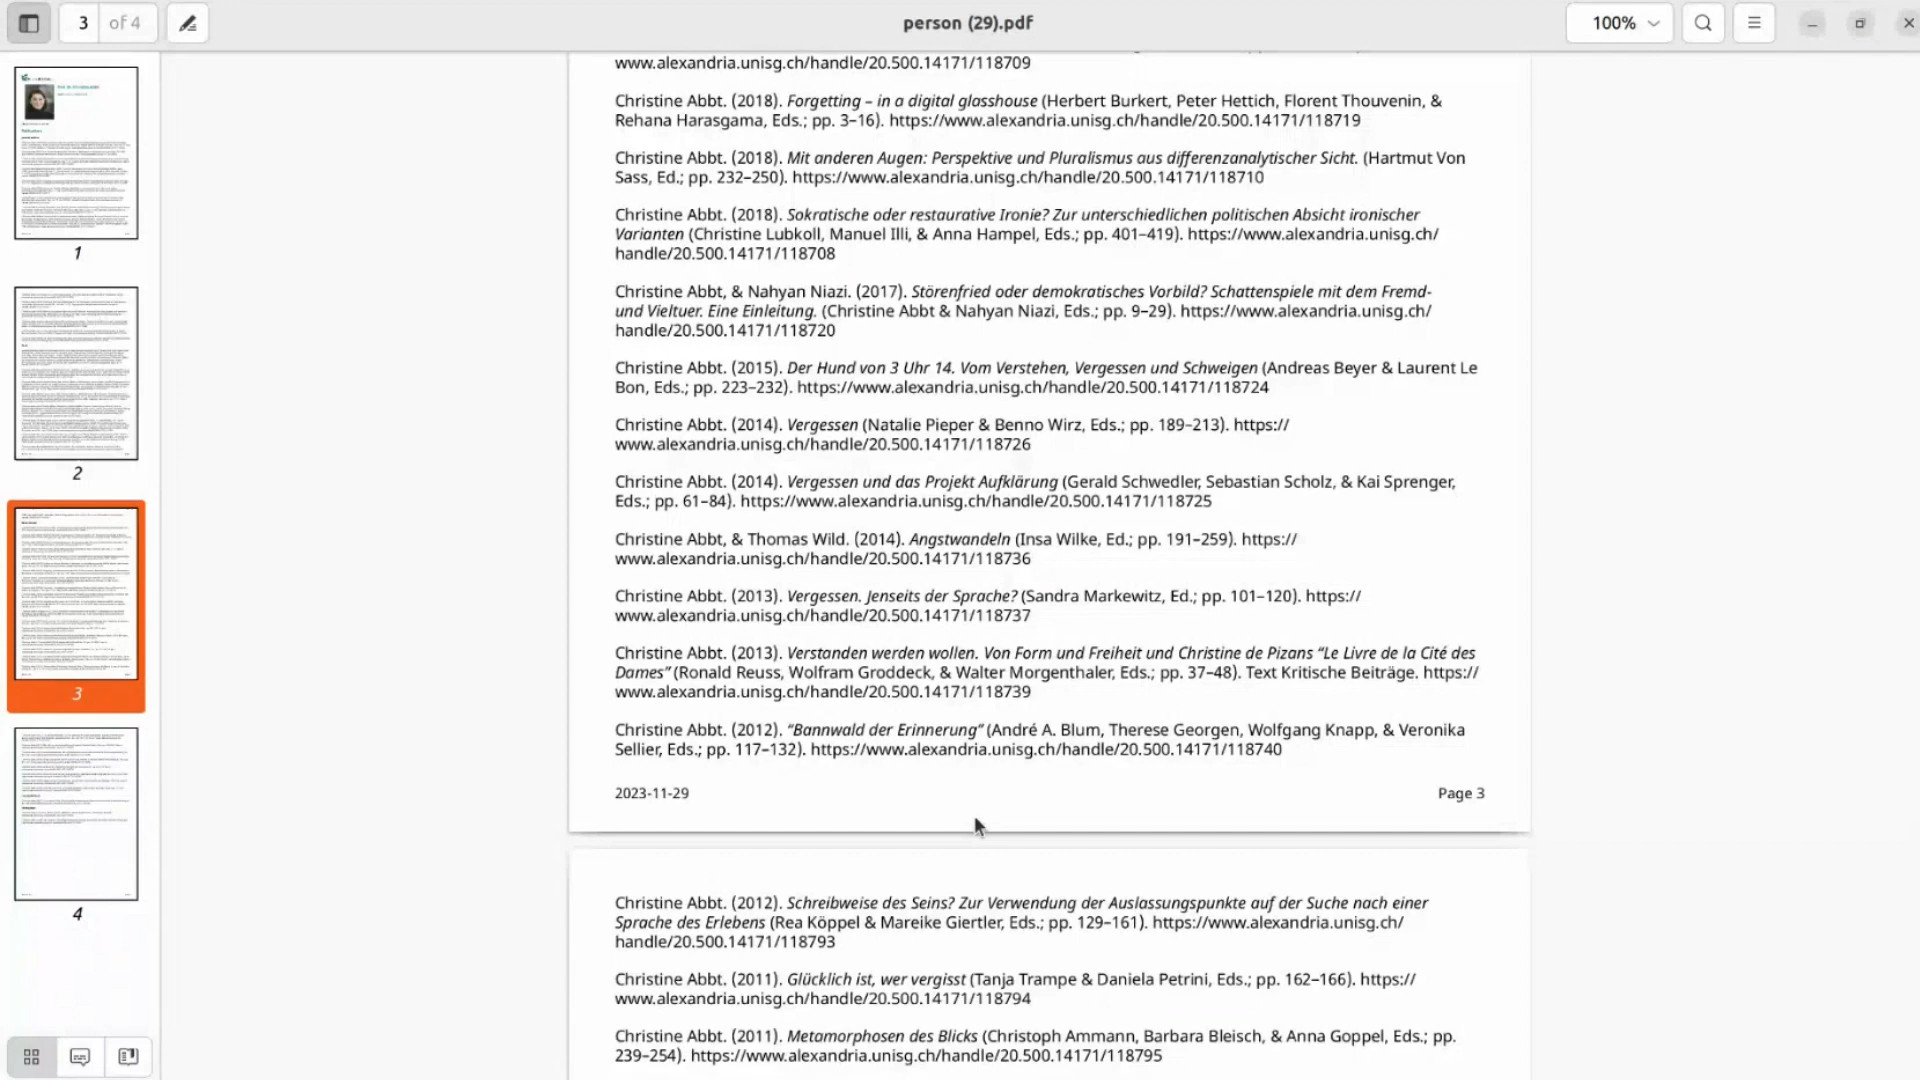 3 of 4
person (29).pdf
100%
www.alexandria.unisg.ch/handle/20.500.14171/118709
Christine Abbt. (2018). Forgetting – in a digital glasshouse (Herbert Burkert, Peter Hettich, Florent Thouvenin, &
Rehana Harasgama, Eds.; pp. 3–16). https://www.alexandria.unisg.ch/handle/20.500.14171/118719
Christine Abbt. (2018). Mit anderen Augen: Perspektive und Pluralismus aus differenzanalytischer Sicht. (Hartmut Von
Sass, Ed.; pp. 232–250). https://www.alexandria.unisg.ch/handle/20.500.14171/118710
Christine Abbt. (2018). Sokratische oder restaurative Ironie? Zur unterschiedlichen politischen Absicht ironischer
Varianten (Christine Lubkoll, Manuel Illi, & Anna Hampel, Eds.; pp. 401–419). https://www.alexandria.unisg.ch/
handle/20.500.14171/118708
Christine Abbt, & Nahyan Niazi. (2017). Störenfried oder demokratisches Vorbild? Schattenspiele mit dem Fremd-
und Vieltuer. Eine Einleitung. (Christine Abbt & Nahyan Niazi, Eds.; pp. 9–29). https://www.alexandria.unisg.ch/
handle/20.500.14171/118720
Christine Abbt. (2015). Der Hund von 3 Uhr 14. Vom Verstehen, Vergessen und Schweigen (Andreas Beyer & Laurent Le
Bon, Eds.; pp. 223–232). https://www.alexandria.unisg.ch/handle/20.500.14171/118724
Christine Abbt. (2014). Vergessen (Natalie Pieper & Benno Wirz, Eds.; pp. 189–213). https://
www.alexandria.unisg.ch/handle/20.500.14171/118726
Christine Abbt. (2014). Vergessen und das Projekt Aufklärung (Gerald Schwedler, Sebastian Scholz, & Kai Sprenger,
Eds.; pp. 61–84). https://www.alexandria.unisg.ch/handle/20.500.14171/118725
Christine Abbt, & Thomas Wild. (2014). Angstwandeln (Insa Wilke, Ed.; pp. 191–259). https://
www.alexandria.unisg.ch/handle/20.500.14171/118736
Christine Abbt. (2013). Vergessen. Jenseits der Sprache? (Sandra Markewitz, Ed.; pp. 101–120). https://
www.alexandria.unisg.ch/handle/20.500.14171/118737
Christine Abbt. (2013). Verstanden werden wollen. Von Form und Freiheit und Christine de Pizans “Le Livre de la Cité des
Dames” (Ronald Reuss, Wolfram Groddeck, & Walter Morgenthaler, Eds.; pp. 37–48). Text Kritische Beiträge. https://
www.alexandria.unisg.ch/handle/20.500.14171/118739
Christine Abbt. (2012). “Bannwald der Erinnerung” (André A. Blum, Therese Georgen, Wolfgang Knapp, & Veronika
Sellier, Eds.; pp. 117–132). https://www.alexandria.unisg.ch/handle/20.500.14171/118740
2023-11-29 Page 3
Christine Abbt. (2012). Schreibweise des Seins? Zur Verwendung der Auslassungspunkte auf der Suche nach einer
Sprache des Erlebens (Rea Köppel & Mareike Giertler, Eds.; pp. 129–161). https://www.alexandria.unisg.ch/
handle/20.500.14171/118793
Christine Abbt. (2011). Glücklich ist, wer vergisst (Tanja Trampe & Daniela Petrini, Eds.; pp. 162–166). https://
www.alexandria.unisg.ch/handle/20.500.14171/118794
Christine Abbt. (2011). Metamorphosen des Blicks (Christoph Ammann, Barbara Bleisch, & Anna Goppel, Eds.; pp.
239–254). https://www.alexandria.unisg.ch/handle/20.500.14171/118795
1
2
3
4